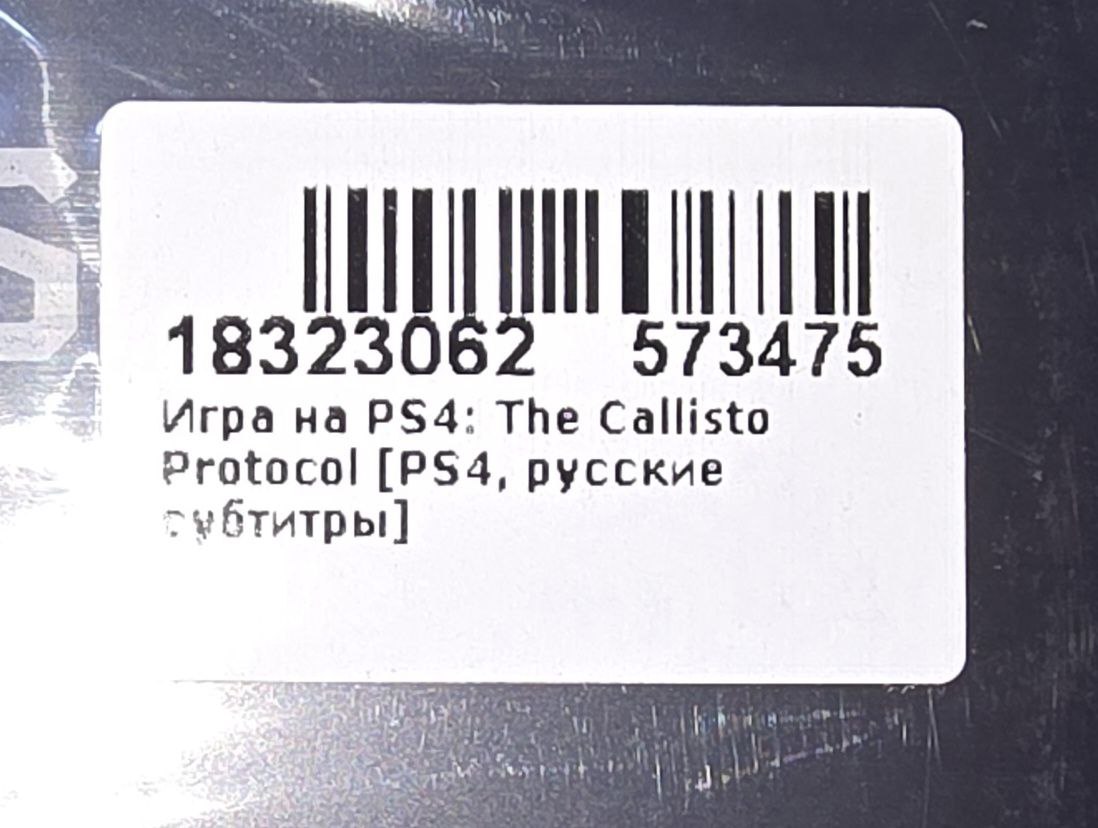 18323062 573475
Игра на PS4: The Callisto
Protocol [PS4, русские
субтитры]